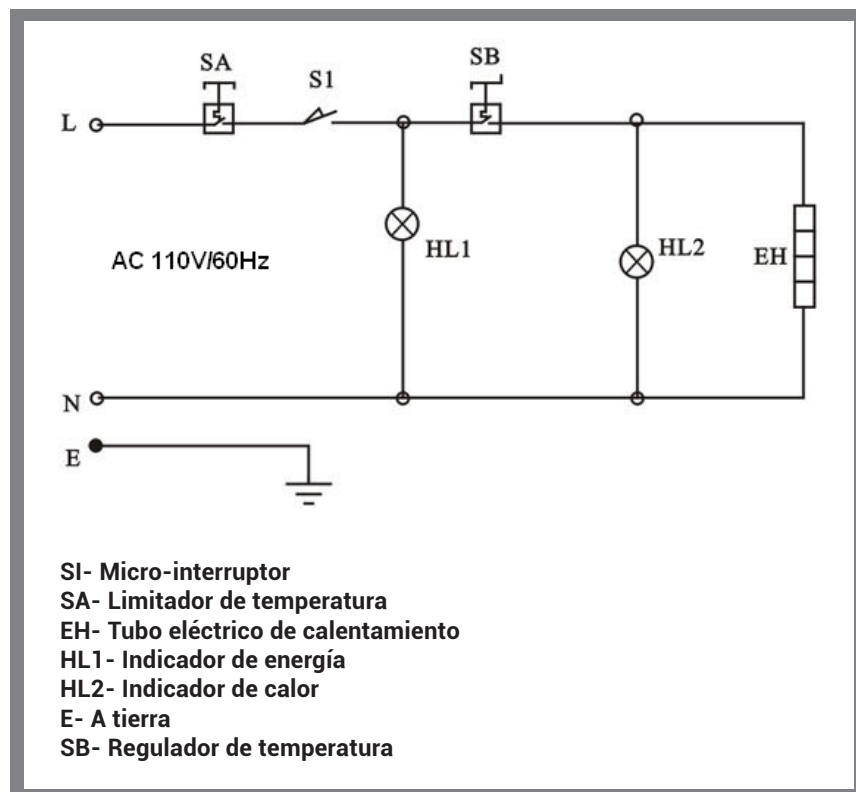 SA
SB
S1
L
HL1
HL2
EH
AC 110V/60Hz
N
E
SI- Micro-interruptor
SA- Limitador de temperatura
EH- Tubo eléctrico de calentamiento
HL1- Indicador de energía
HL2- Indicador de calor
E- A tierra
SB- Regulador de temperatura